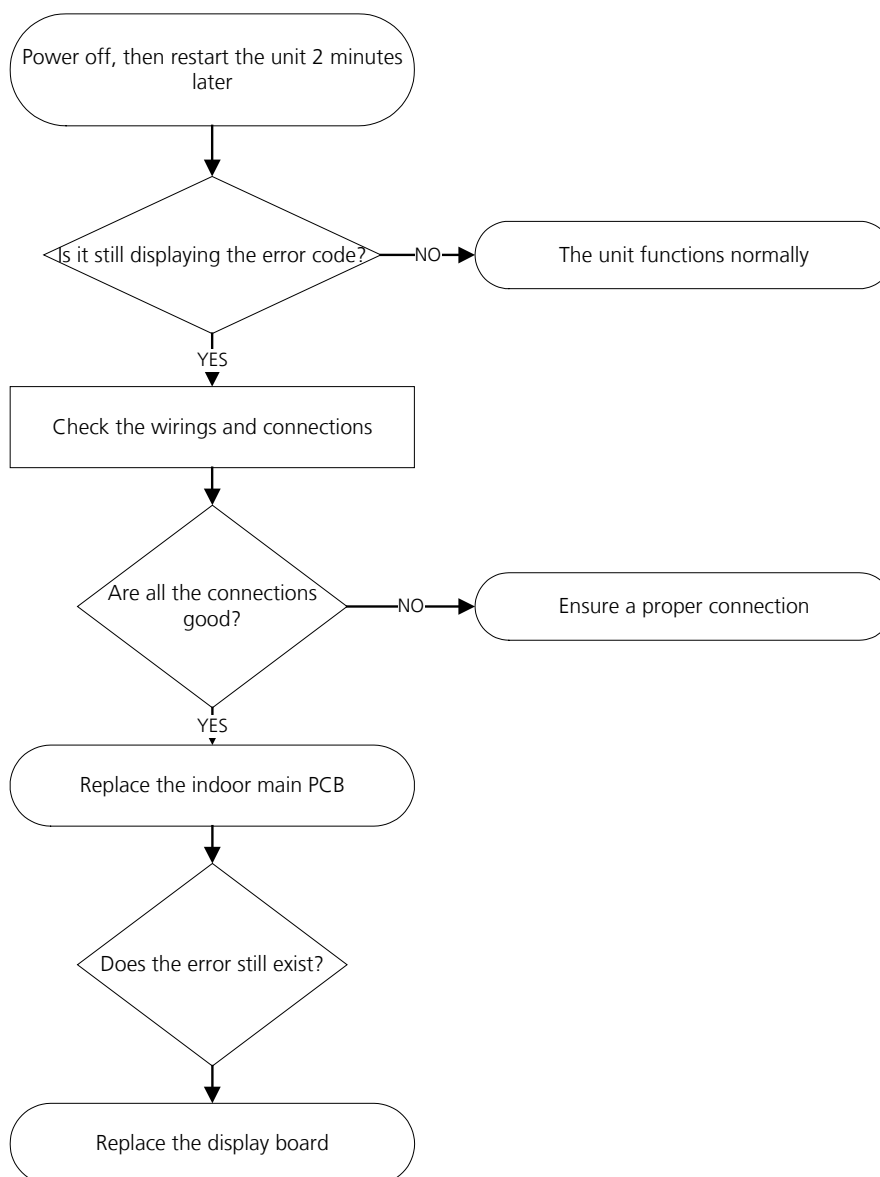 Power off, then restart the unit 2 minutes
later
Is it still displaying the error code?
NO
The unit functions normally
YES
Check the wirings and connections
Are all the connections
good?
NO
Ensure a proper connection
YES
Replace the indoor main PCB
Does the error still exist?
Replace the display board